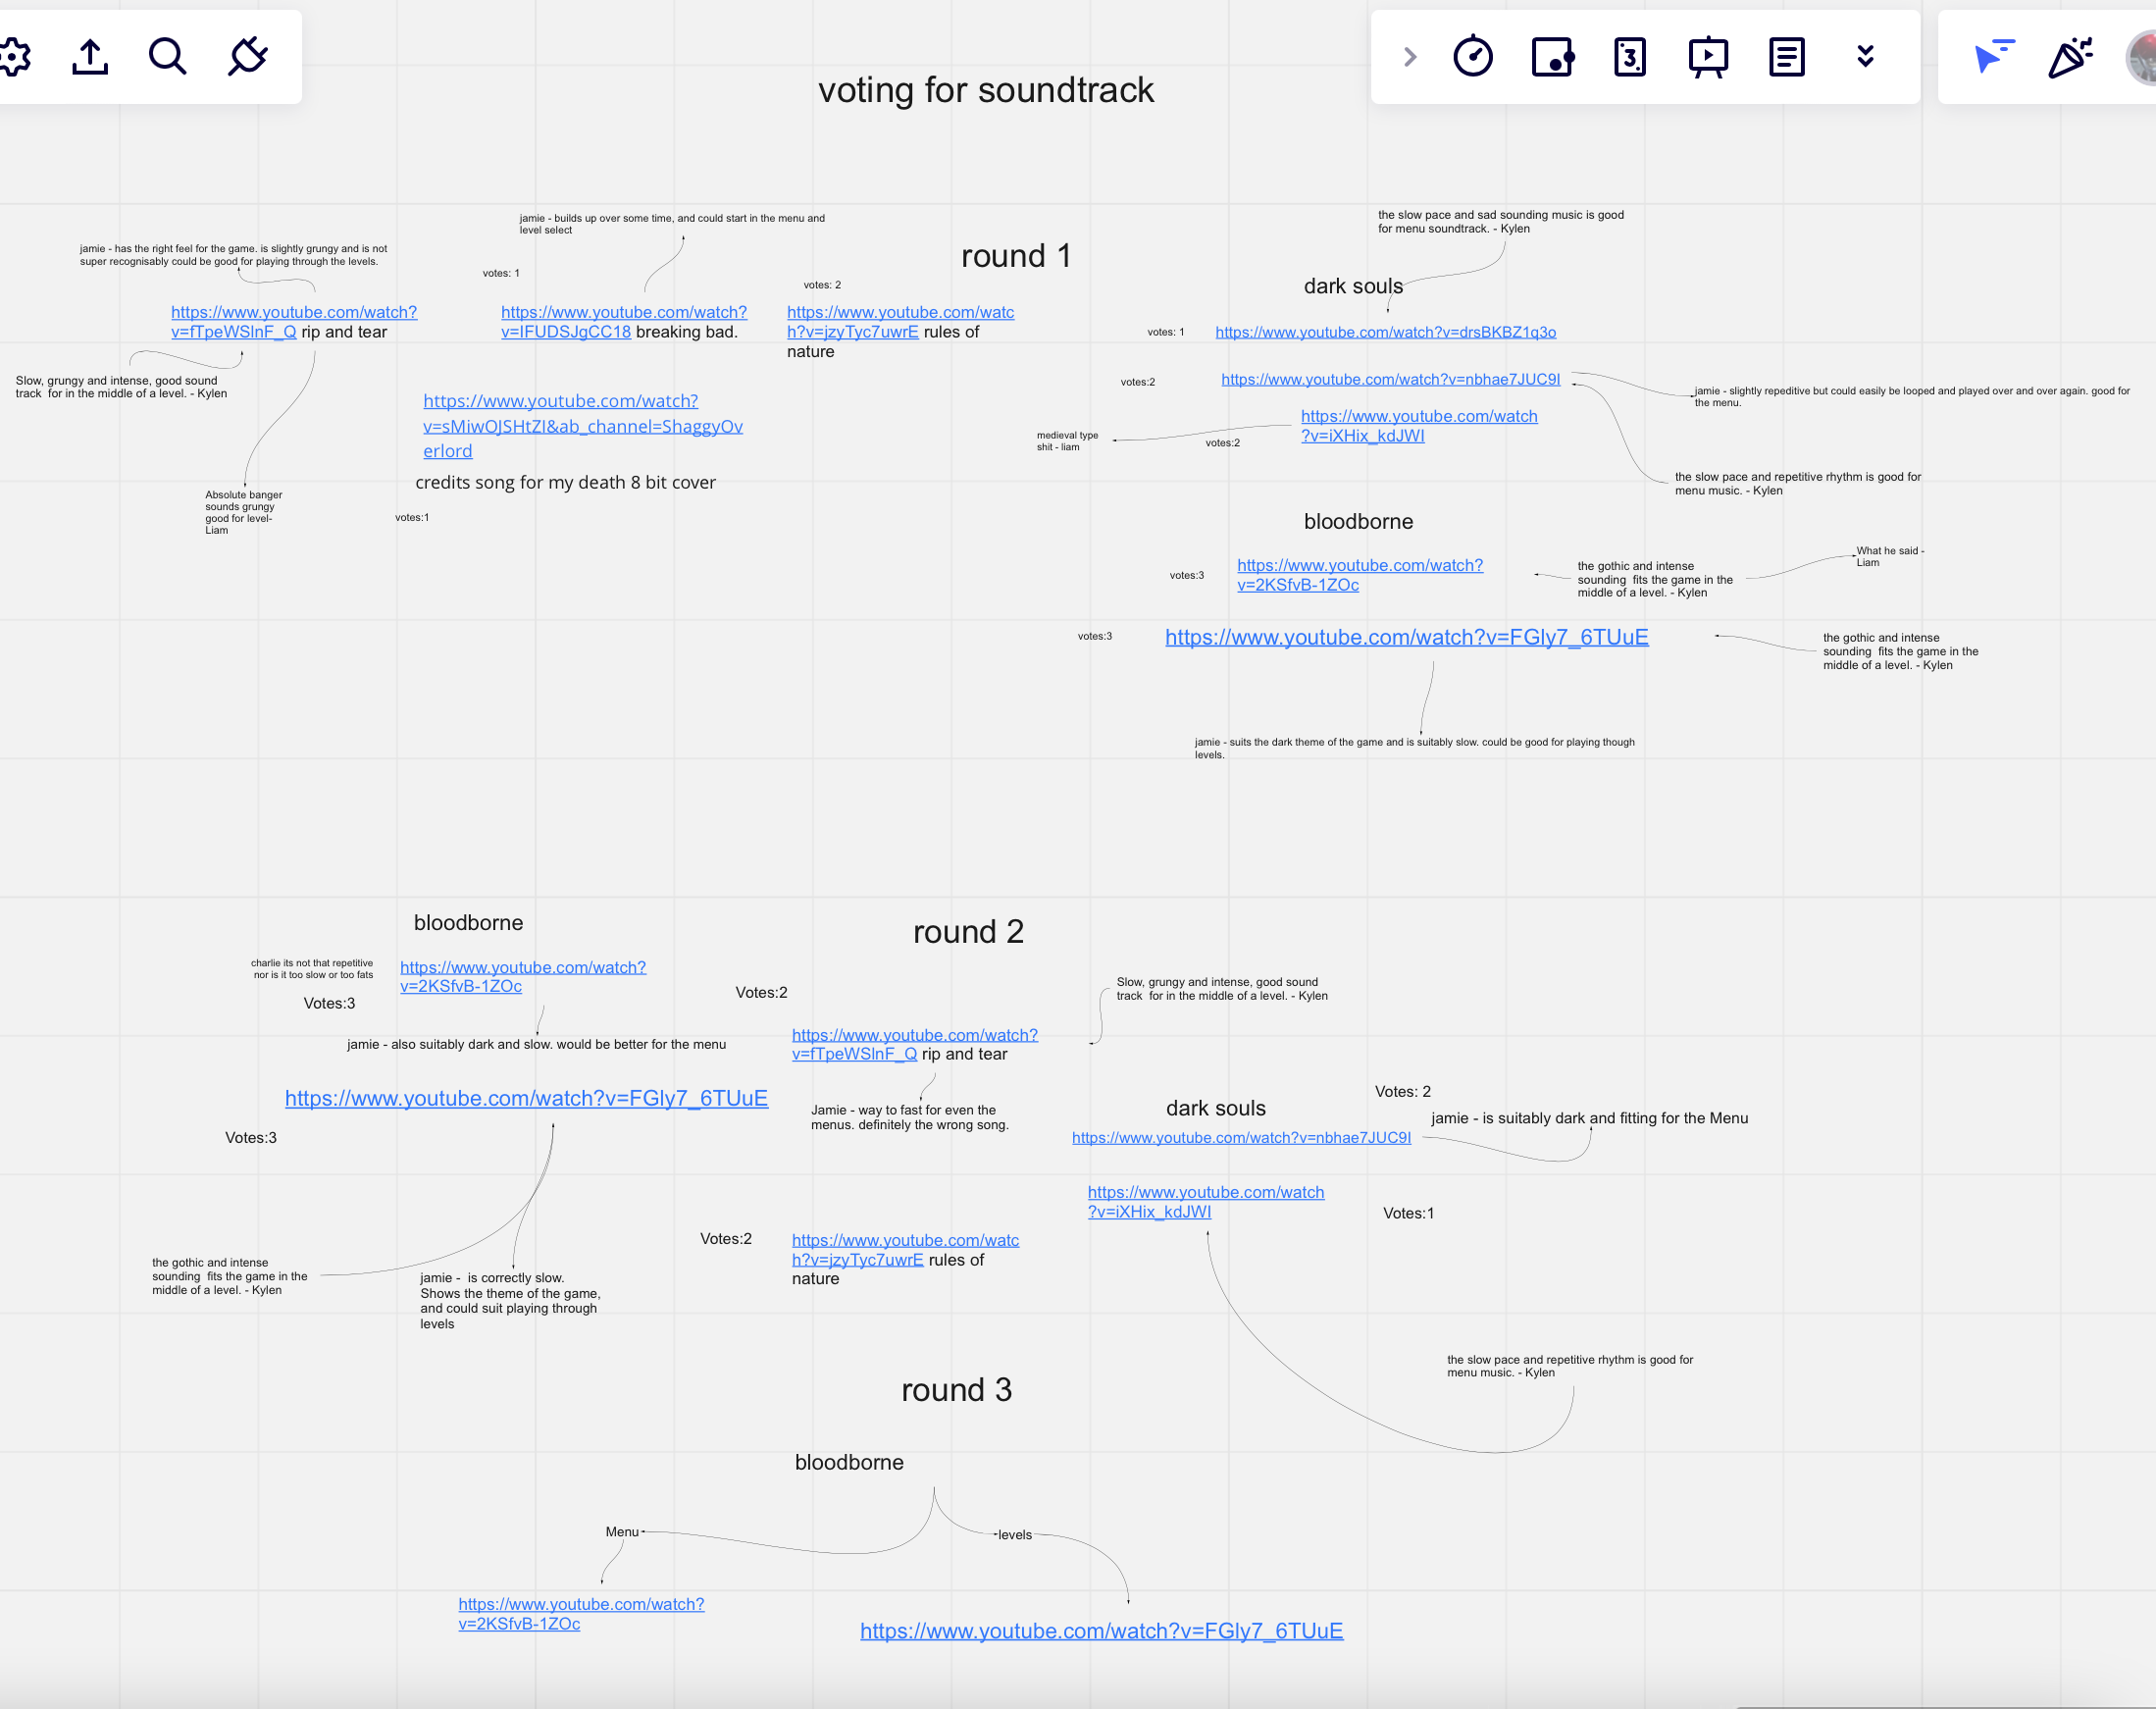 voting for soundtrack
round 1
jamie - has the right feel for the game. is slightly grungy and is not
super recognisably could be good for playing through the levels.
https://www.youtube.com/watch?
v=fTpeWSlnF_Q rip and tear
Slow, grungy and intense, good sound
track  for in the middle of a level. - Kylen
Absolute banger
sounds grungy
good for level-
Liam
jamie - builds up over some time, and could start in the menu and
level select
votes: 1
https://www.youtube.com/watch?
v=IFUDSJgCC18 breaking bad.
votes: 2
https://www.youtube.com/watc
h?v=jzyTyc7uwrE rules of
nature
https://www.youtube.com/watch?
v=sMiwOJSHtZI&ab_channel=ShaggyOv
erlord
credits song for my death 8 bit cover
votes:1
the slow pace and sad sounding music is good
for menu soundtrack. - Kylen
dark souls
votes: 1
https://www.youtube.com/watch?v=drsBKBZ1q3o
votes:2
https://www.youtube.com/watch?v=nbhae7JUC9I
jamie - slightly repeditive but could easily be looped and played over and over again. good for
the menu.
https://www.youtube.com/watch
?v=iXHix_kdJWI
medieval type
shit - liam
votes:2
the slow pace and repetitive rhythm is good for
menu music. - Kylen
bloodborne
votes:3
https://www.youtube.com/watch?
v=2KSfvB-1ZOc
the gothic and intense
sounding  fits the game in the
middle of a level. - Kylen
What he said -
Liam
votes:3
https://www.youtube.com/watch?v=FGly7_6TUuE
the gothic and intense
sounding  fits the game in the
middle of a level. - Kylen
jamie - suits the dark theme of the game and is suitably slow. could be good for playing though
levels.
round 2
bloodborne
charlie its not that repetitive
nor is it too slow or too fats
Votes:3
https://www.youtube.com/watch?
v=2KSfvB-1ZOc
jamie - also suitably dark and slow. would be better for the menu
https://www.youtube.com/watch?v=FGly7_6TUuE
Votes:3
the gothic and intense
sounding  fits the game in the
middle of a level. - Kylen
jamie -  is correctly slow.
Shows the theme of the game,
and could suit playing through
levels
Votes:2
https://www.youtube.com/watch?
v=fTpeWSlnF_Q rip and tear
Slow, grungy and intense, good sound
track  for in the middle of a level. - Kylen
Jamie - way to fast for even the
menus. definitely the wrong song.
Votes:2
https://www.youtube.com/watc
h?v=jzyTyc7uwrE rules of
nature
dark souls
Votes: 2
https://www.youtube.com/watch?v=nbhae7JUC9I
jamie - is suitably dark and fitting for the Menu
https://www.youtube.com/watch
?v=iXHix_kdJWI
Votes:1
the slow pace and repetitive rhythm is good for
menu music. - Kylen
round 3
bloodborne
Menu
levels
https://www.youtube.com/watch?
v=2KSfvB-1ZOc
https://www.youtube.com/watch?v=FGly7_6TUuE